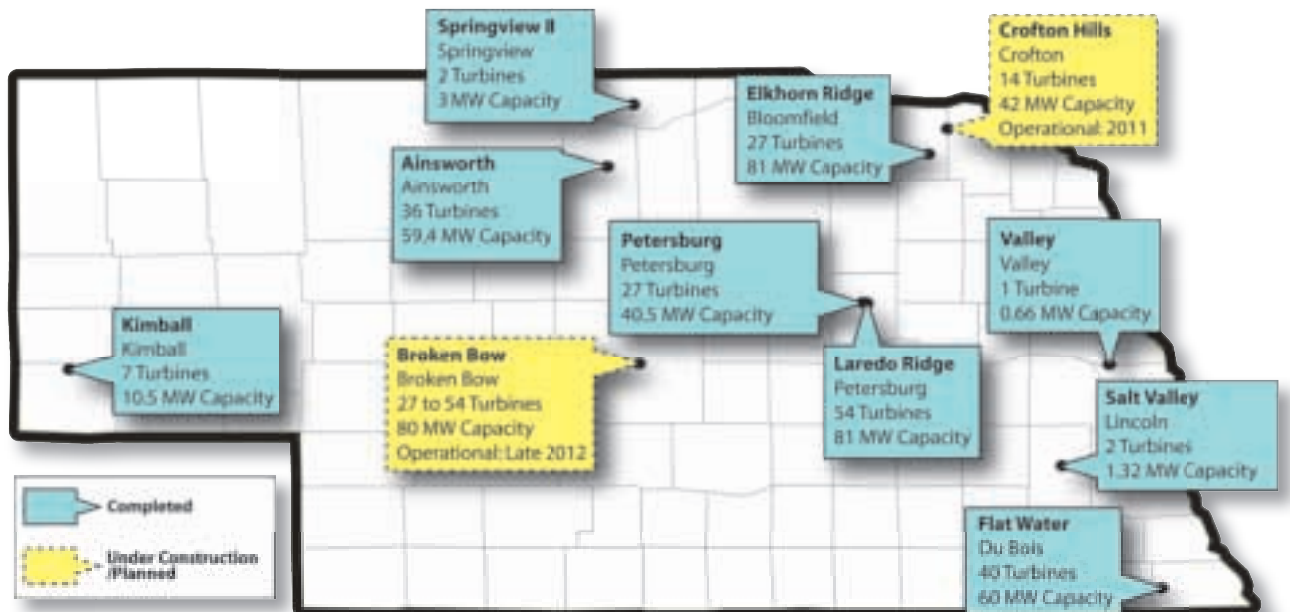 Springview II
Springview
2 Turbines
3 MW Capacity
Crofton Hills
Crofton
14 Turbines
42 MW Capacity
Operational: 2011
Elkhorn Ridge
Bloomfield
27 Turbines
81 MW Capacity
Ainsworth
Ainsworth
36 Turbines
59.4 MW Capacity
Petersburg
Petersburg
27 Turbines
40.5 MW Capacity
Valley
Valley
1 Turbine
0.66 MW Capacity
Kimball
Kimball
7 Turbines
10.5 MW Capacity
Broken Bow
Broken Bow
27 to 54 Turbines
80 MW Capacity
Operational: Late 2012
Laredo Ridge
Petersburg
54 Turbines
81 MW Capacity
Salt Valley
Lincoln
2 Turbines
1.32 MW Capacity
Flat Water
Du Bois
40 Turbines
60 MW Capacity
Completed
Under Construction
/Planned